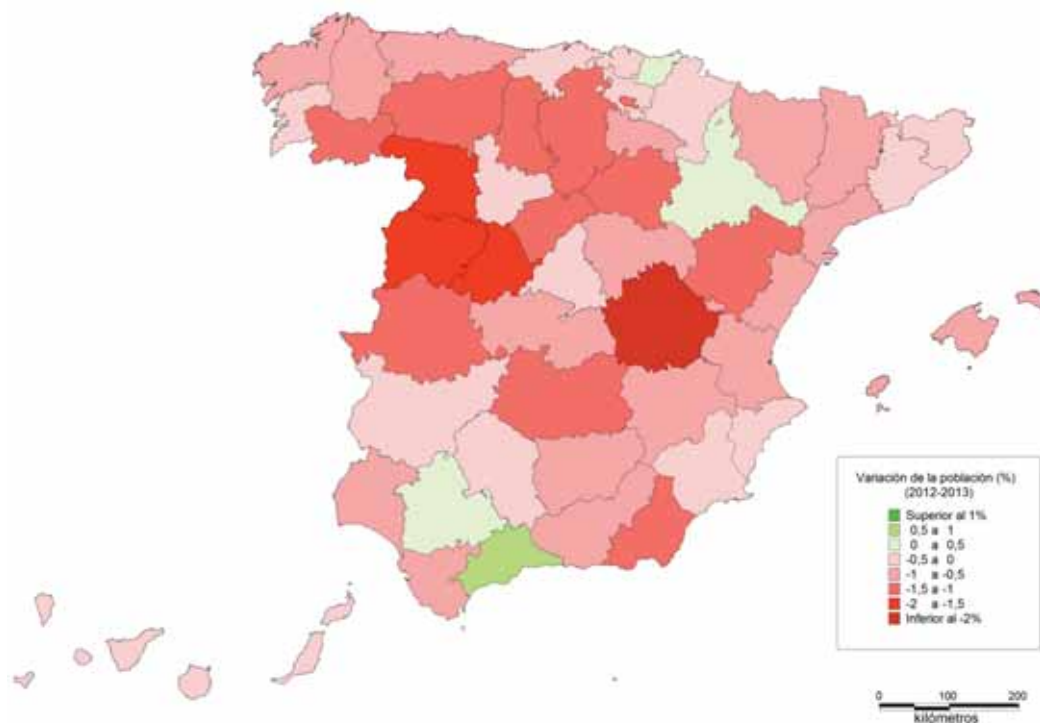 Variación de la población (%)
(2012-2013)
Superior al 1%
0,5 a 1
0 a 0,5
-0,5 a 0
-1 a -0,5
-1,5 a -1
-2 a -1,5
Inferior al -2%
0 100 200
kilómetros